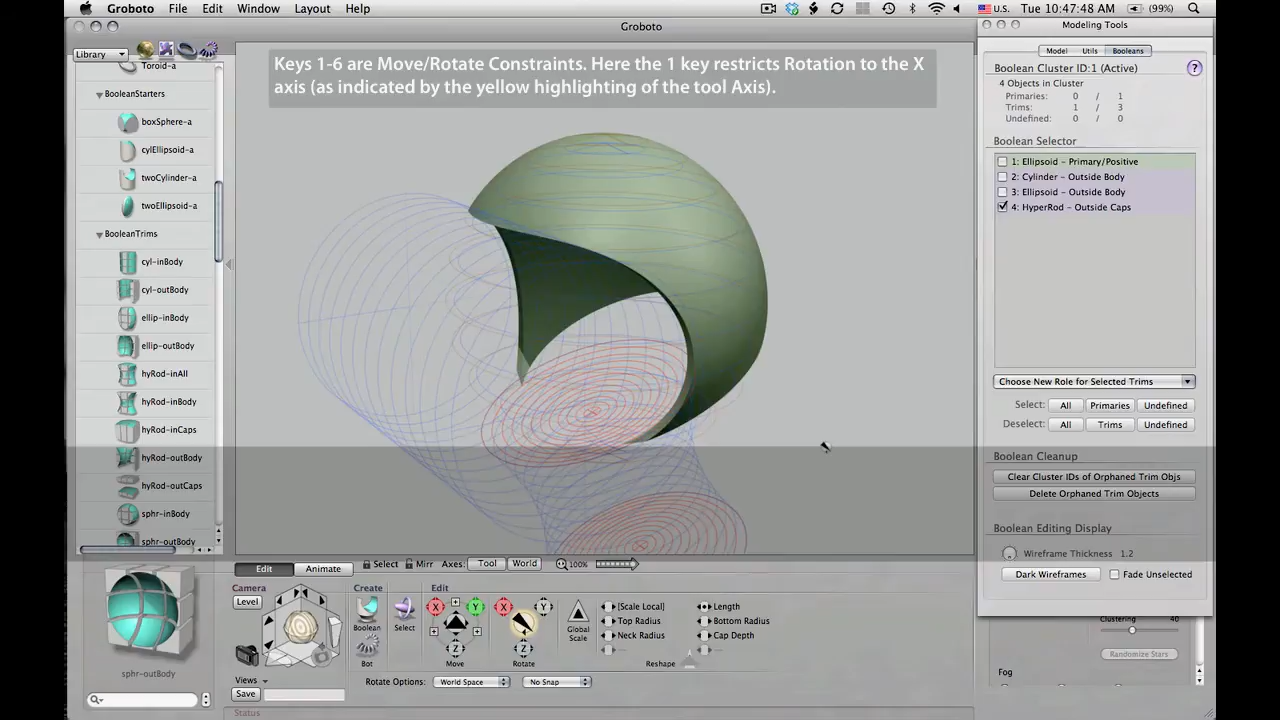 Groboto File Edit Window Layout Help
U.S. Tue 10:47:48 AM (99%)
Groboto
Modeling Tools
Keys 1-6 are Move/Rotate Constraints. Here the 1 key restricts Rotation to the X
axis (as indicated by the yellow highlighting of the tool Axis).
Library
Toroid-a
BooleanStarters
boxSphere-a
cylEllipsoid-a
twoCylinder-a
twoEllipsoid-a
BooleanTrims
cyl-inBody
cyl-outBody
ellip-inBody
ellip-outBody
hyRod-inAll
hyRod-inBody
hyRod-inCaps
hyRod-outBody
hyRod-outCaps
sphr-inBody
sphr-outBody
sphr-outBody
Model Utils Booleans
Boolean Cluster ID:1 (Active) ?
4 Objects in Cluster
Primaries: 0 / 1
Trims: 1 / 3
Undefined: 0 / 0
Boolean Selector
1: Ellipsoid - Primary/Positive
2: Cylinder - Outside Body
3: Ellipsoid - Outside Body
4: HyperRod - Outside Caps
Choose New Role for Selected Trims
Select: All Primaries Undefined
Deselect: All Trims Undefined
Boolean Cleanup
Clear Cluster IDs of Orphaned Trim Objs
Delete Orphaned Trim Objects
Boolean Editing Display
Wireframe Thickness 1.2
Dark Wireframes Fade Unselected
Clustering 40
Randomize Stars
Fog
Edit Animate Select Mirr Axes: Tool World 100%
Camera Create Edit
Level
Boolean Select
Bot
X Y Z Move
X Y Z Rotate
Global
Scale
[Scale Local] Length
Top Radius Bottom Radius
Neck Radius Cap Depth
Reshape
Views
Save
Rotate Options: World Space No Snap
Status